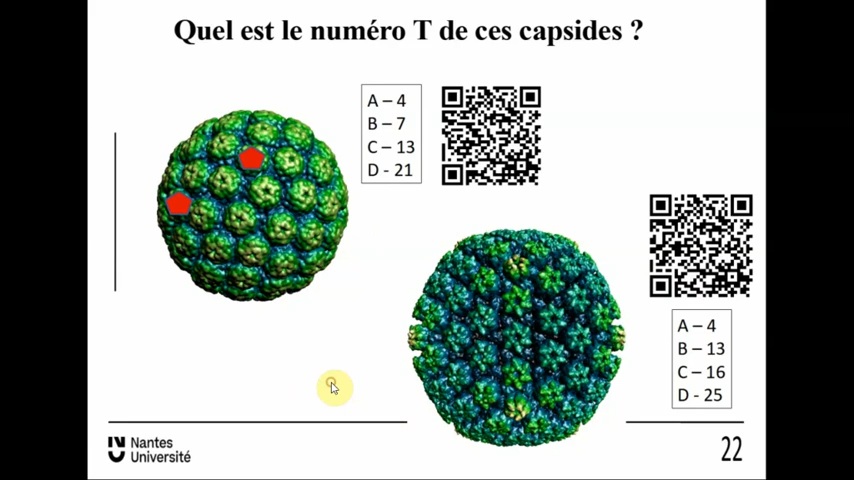 Quel est le numéro T de ces capsides ?
A – 4
B – 7
C – 13
D - 21
A – 4
B – 13
C – 16
D - 25
Nantes
Université
22